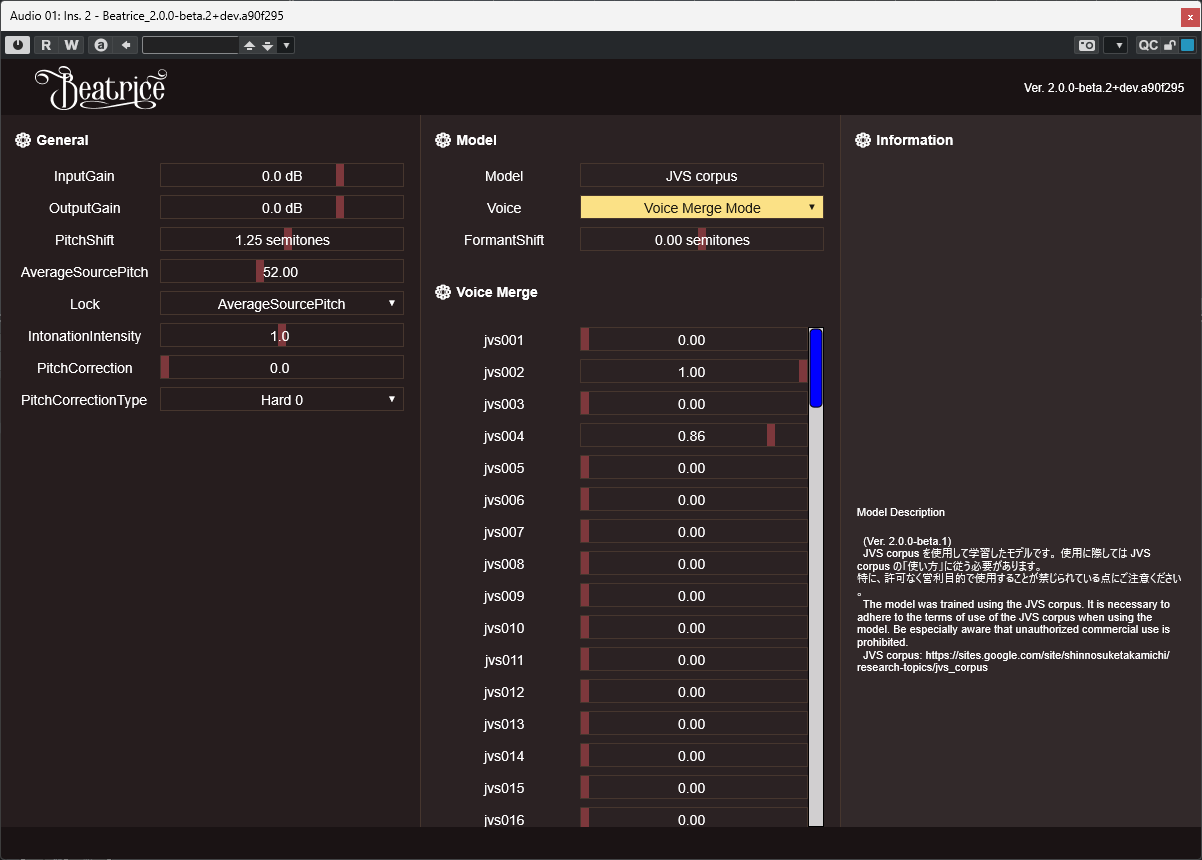 Audio 01: Ins. 2 - Beatrice_2.0.0-beta.2+dev.a90f295
x
R W a
QC
Beatrice
Ver. 2.0.0-beta.2+dev.a90f295
General
InputGain 0.0 dB
OutputGain 0.0 dB
PitchShift 1.25 semitones
AverageSourcePitch 52.00
Lock AverageSourcePitch
IntonationIntensity 1.0
PitchCorrection 0.0
PitchCorrectionType Hard 0
Model
Model JVS corpus
Voice Voice Merge Mode
FormantShift 0.00 semitones
Voice Merge
jvs001 0.00
jvs002 1.00
jvs003 0.00
jvs004 0.86
jvs005 0.00
jvs006 0.00
jvs007 0.00
jvs008 0.00
jvs009 0.00
jvs010 0.00
jvs011 0.00
jvs012 0.00
jvs013 0.00
jvs014 0.00
jvs015 0.00
jvs016 0.00
Information
Model Description
(Ver. 2.0.0-beta.1)
JVS corpus を使用して学習したモデルです。使用に際しては JVS
corpus の「使い方」に従う必要があります。
特に、許可なく営利目的で使用することが禁じられている点にご注意ください
。
The model was trained using the JVS corpus. It is necessary to
adhere to the terms of use of the JVS corpus when using the
model. Be especially aware that unauthorized commercial use is
prohibited.
JVS corpus: https://sites.google.com/site/shinnosuketakamichi/
research-topics/jvs_corpus